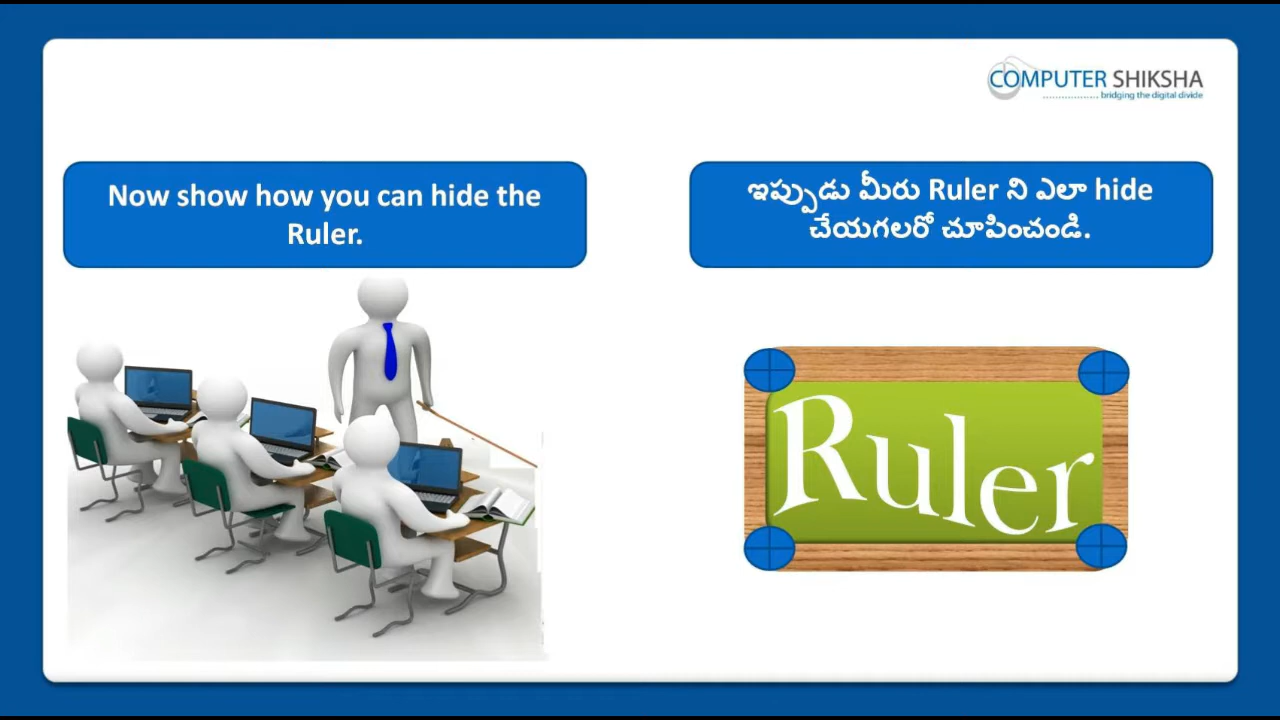 COMPUTER SHIKSHA
bridging the digital divide
Now show how you can hide the
Ruler.
ఇప్పుడు మీరు Ruler ని ఎలా hide
చేయగలరో చూపించండి.
Ruler